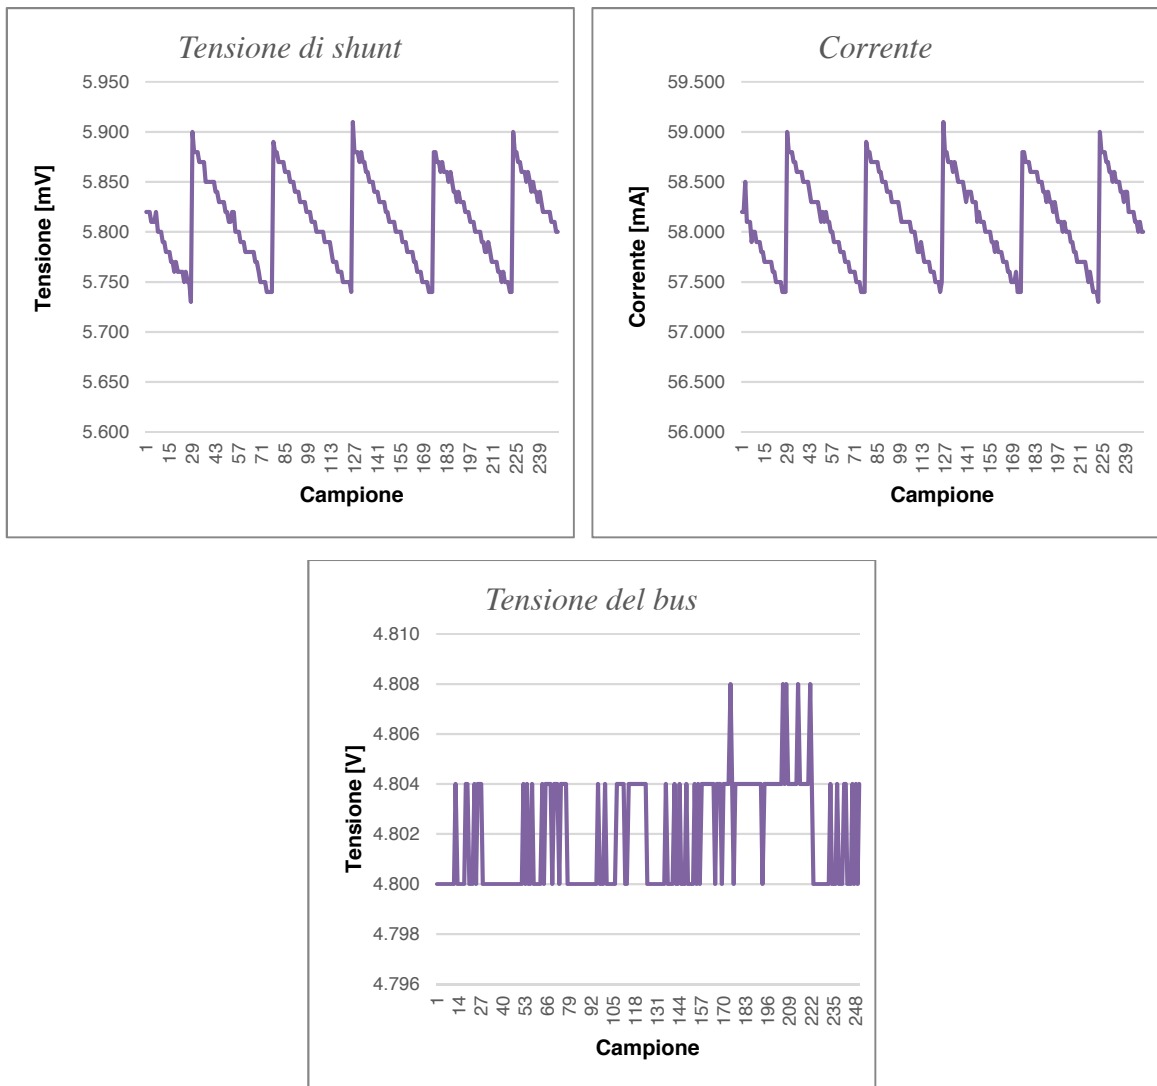 Tensione di shunt
5.950
5.900
5.850
5.800
5.750
5.700
5.650
5.600
Tensione [mV]
1 15 29 43 57 71 85 99 113 127 141 155 169 183 197 211 225 239
Campione
Corrente
59.500
59.000
58.500
58.000
57.500
57.000
56.500
56.000
Corrente [mA]
1 15 29 43 57 71 85 99 113 127 141 155 169 183 197 211 225 239
Campione
Tensione del bus
4.810
4.808
4.806
4.804
4.802
4.800
4.798
4.796
Tensione [V]
1 14 27 40 53 66 79 92 105 118 131 144 157 170 183 196 209 222 235 248
Campione